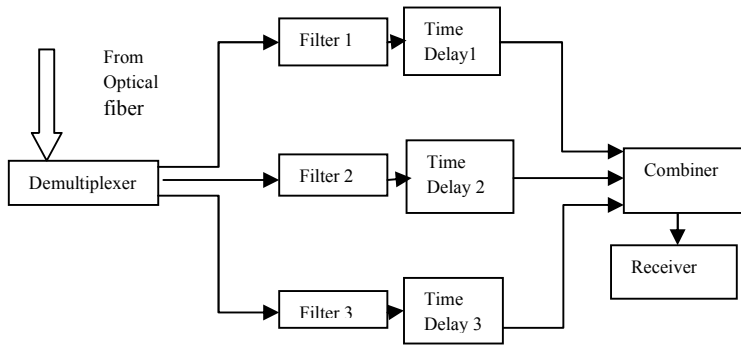 From
Optical
fiber
Demultiplexer
Filter 1
Time
Delay1
Filter 2
Time
Delay 2
Filter 3
Time
Delay 3
Combiner
Receiver